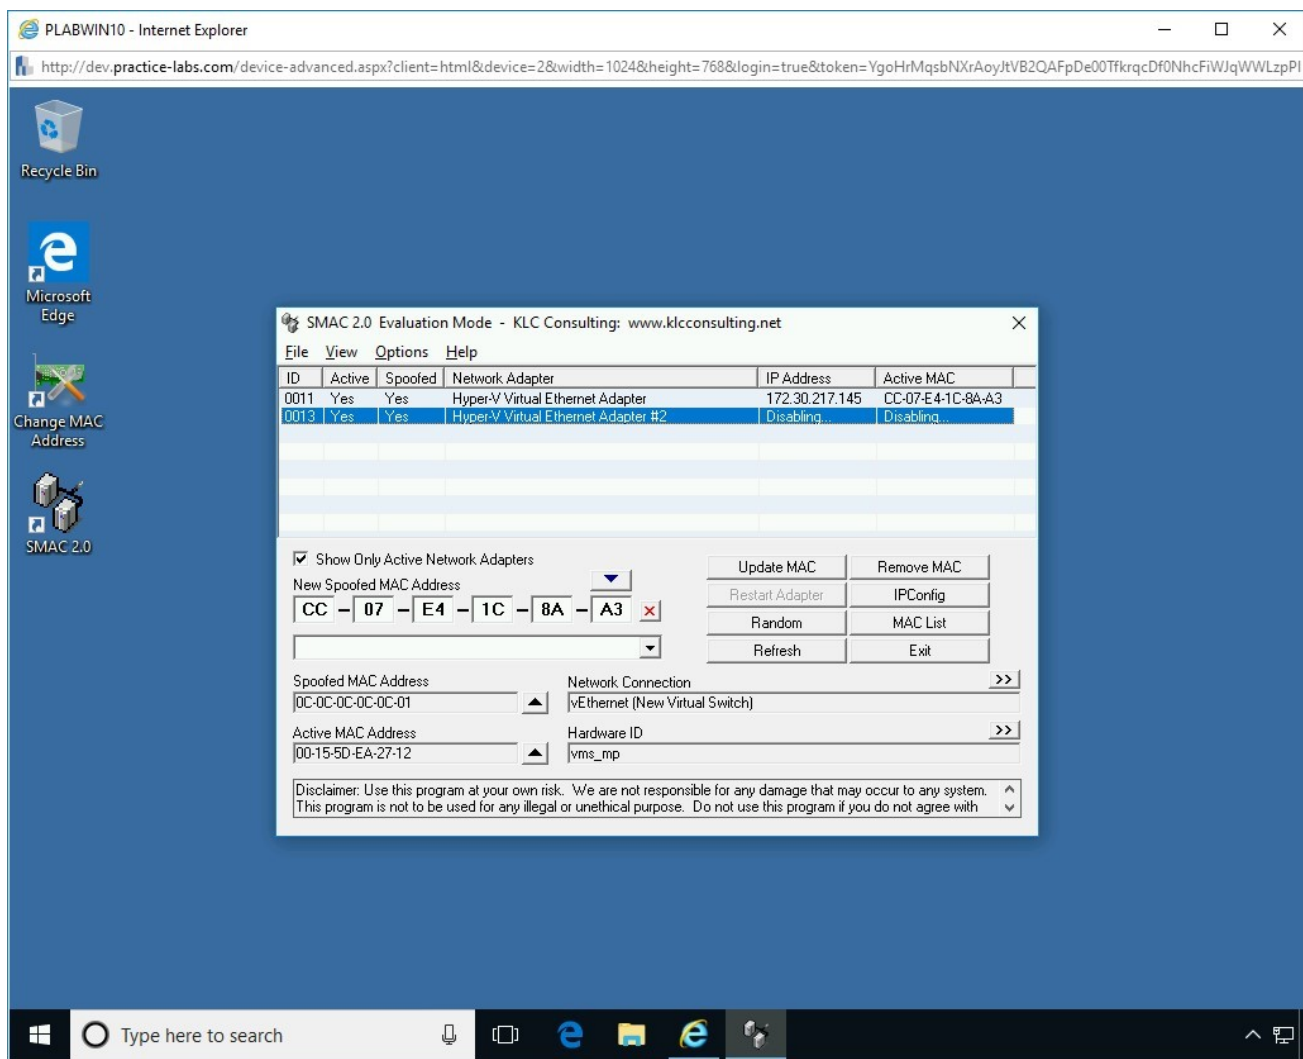 PLABWIN10 - Internet Explorer
http://dev.practice-labs.com/device-advanced.aspx?client=html&device=2&width=1024&height=768&login=true&token=YgoHrMqsbNXrAoyJtVB2QAFpDe00TfkrqcDf0NhcFiWJqWWLzpPI
Recycle Bin
Microsoft
Edge
Change MAC
Address
SMAC 2.0
SMAC 2.0 Evaluation Mode - KLC Consulting: www.klcconsulting.net
File View Options Help
ID Active Spoofed Network Adapter IP Address Active MAC
0011 Yes Yes Hyper-V Virtual Ethernet Adapter 172.30.217.145 CC-07-E4-1C-8A-A3
0013 Yes Yes Hyper-V Virtual Ethernet Adapter #2 Disabling... Disabling...
Show Only Active Network Adapters
New Spoofed MAC Address
CC - 07 - E4 - 1C - 8A - A3
Update MAC Remove MAC
Restart Adapter IPConfig
Random MAC List
Refresh Exit
Spoofed MAC Address
0C-0C-0C-0C-0C-01
Network Connection >>
vEthernet (New Virtual Switch)
Active MAC Address
00-15-5D-EA-27-12
Hardware ID >>
vms_mp
Disclaimer: Use this program at your own risk. We are not responsible for any damage that may occur to any system.
This program is not to be used for any illegal or unethical purpose. Do not use this program if you do not agree with
Type here to search